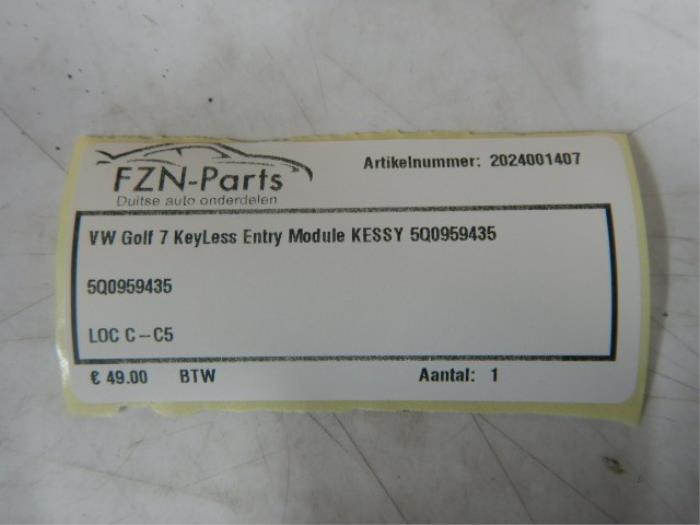 FZN-Parts
Duitse auto onderdelen
Artikelnummer: 2024001407
VW Golf 7 KeyLess Entry Module KESSY 5Q0959435
5Q0959435
LOC C--C5
€ 49.00 BTW Aantal: 1